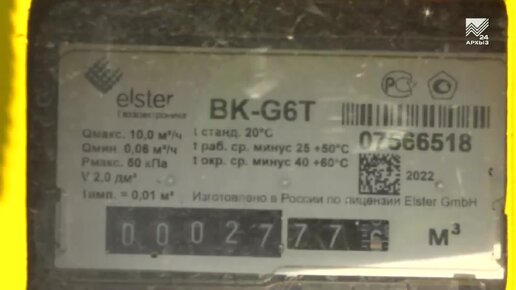 24
АРХЫЗ
elster
Газэлектроника
BK-G6T
Qмакс. 10,0 м³/ч
Qмин 0,06 м³/ч
Pмакс. 50 кПа
V 2,0 дм³
tстанд. 20°C
t раб. ср. минус 25 +50°C
t окр. ср. минус 40 +60°C
07566518
2022
1имп. = 0,01 м³
Изготовлено в России по лицензии Elster GmbH
0002777
м³